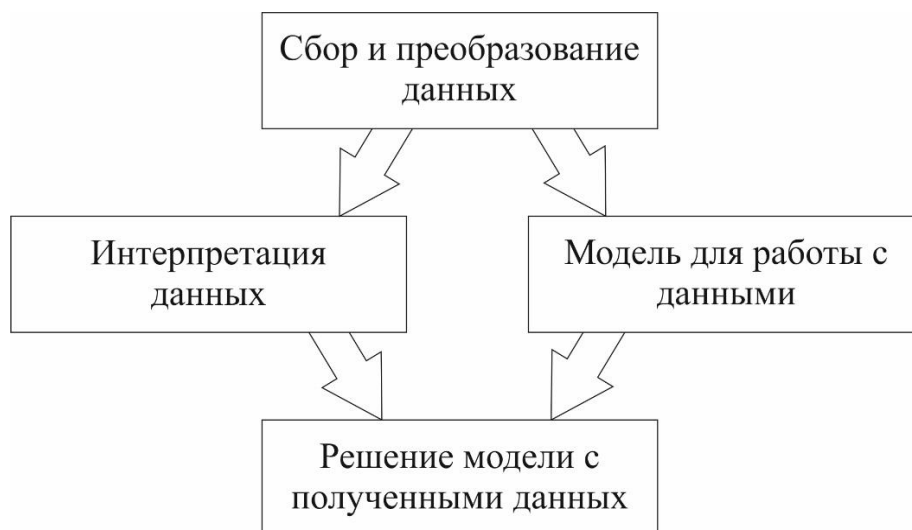 Сбор и преобразование
данных
Интерпретация
данных
Модель для работы с
данными
Решение модели с
полученными данных